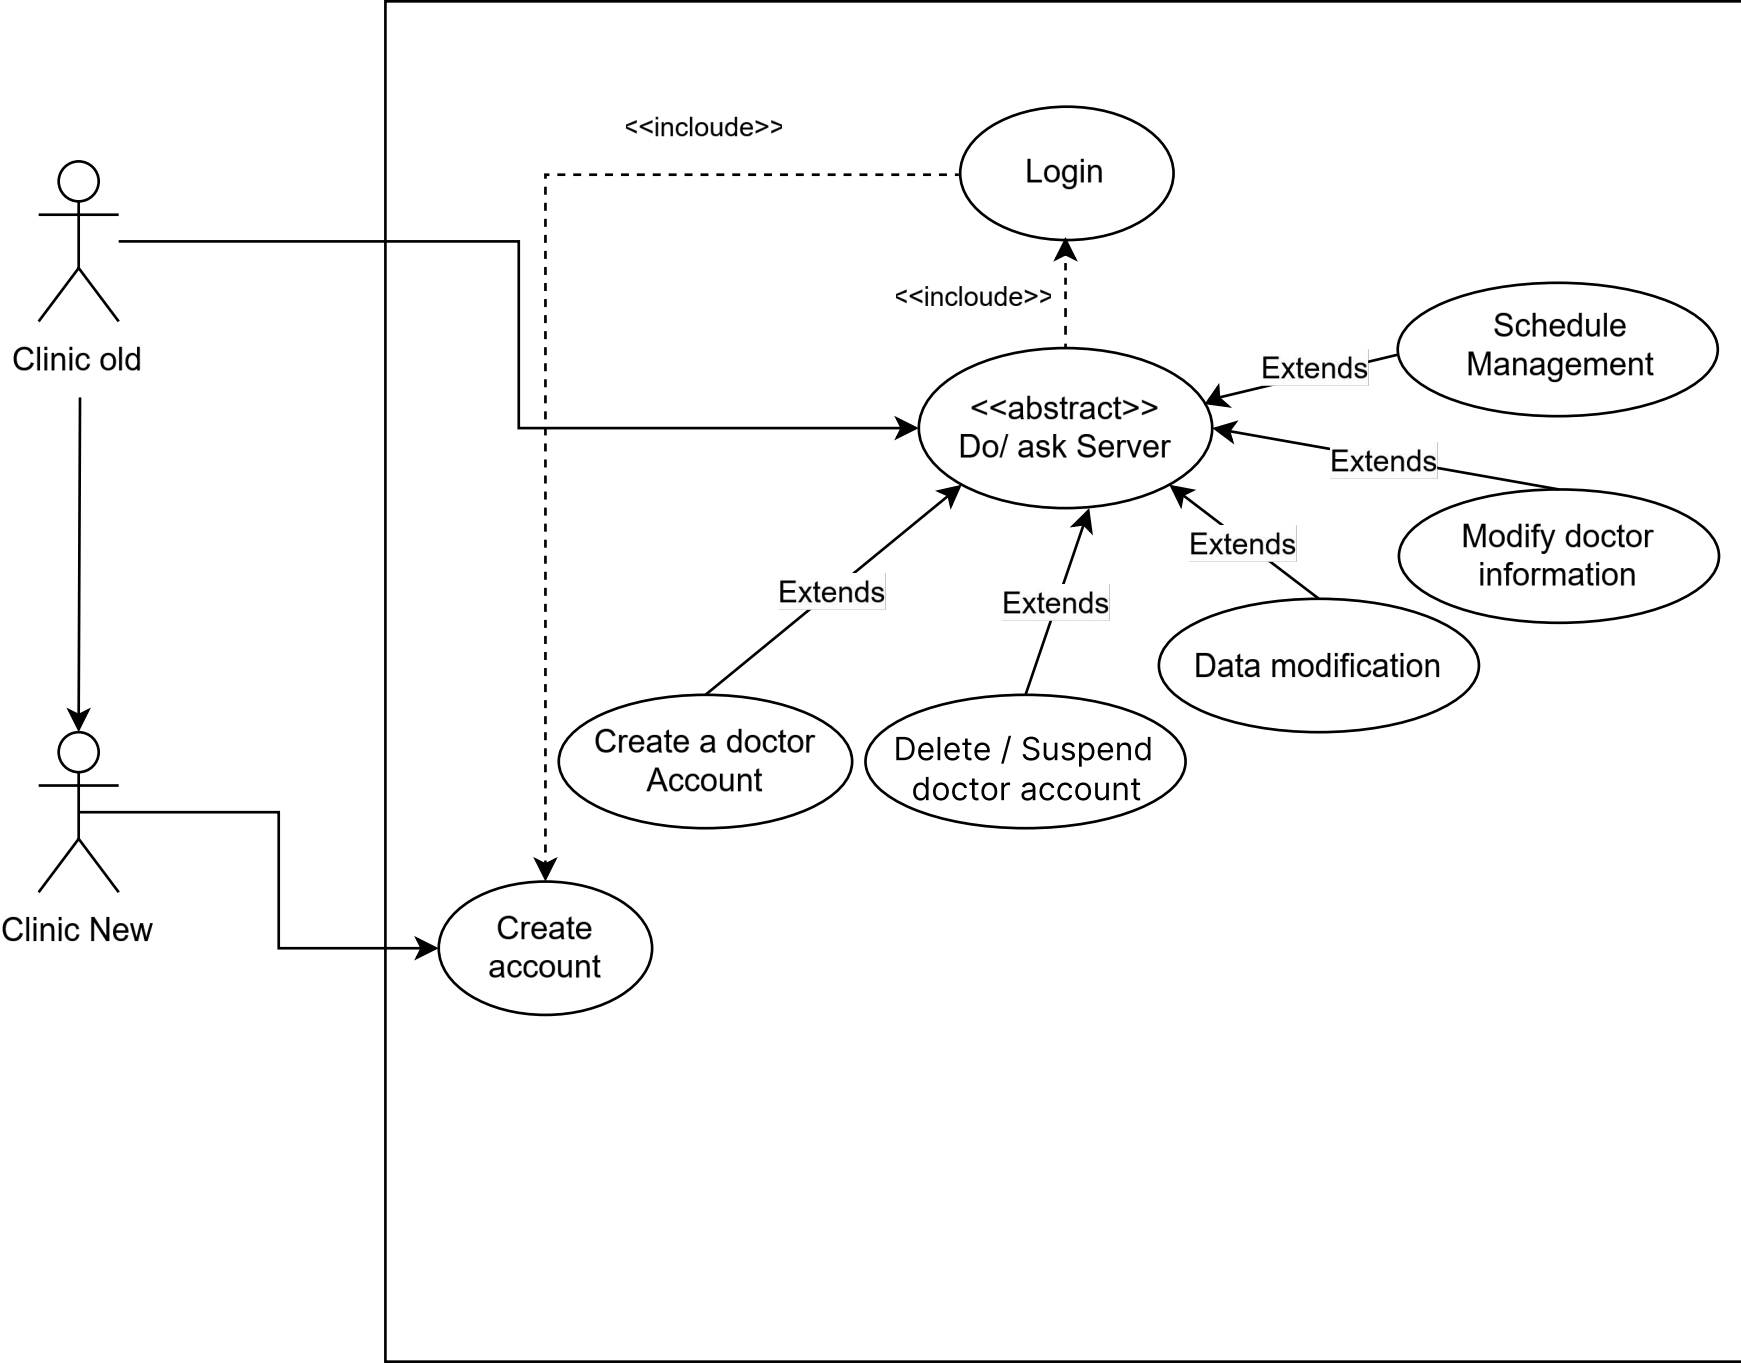 <<incloude>>
Login
Clinic old
<<incloude>>
Schedule
Management
Extends
<<abstract>>
Do/ ask Server
Extends
Modify doctor
information
Extends
Extends
Extends
Data modification
Create a doctor
Account
Delete / Suspend
doctor account
Clinic New
Create
account